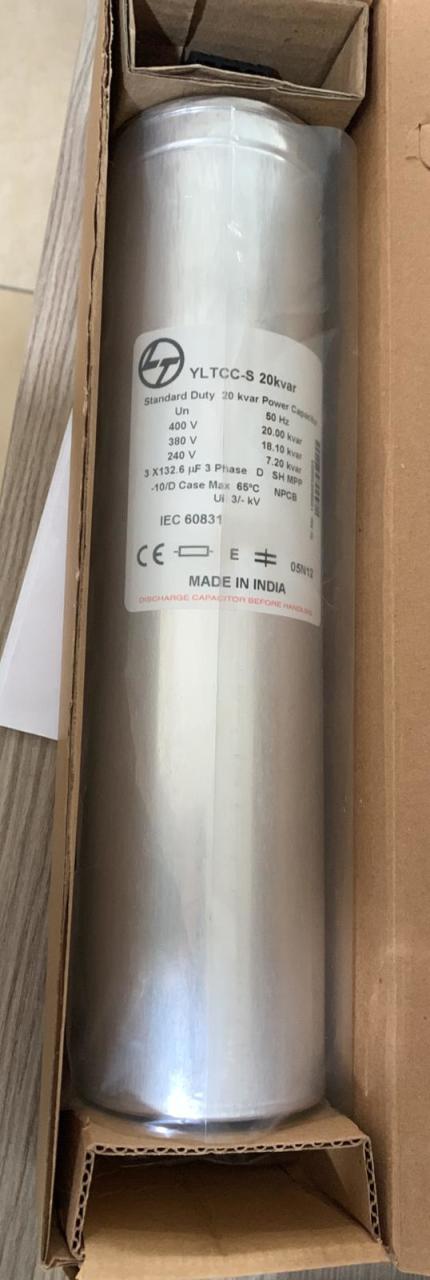 LT
YLTCC-S 20kvar
Standard Duty 20 kvar Power Capacitor
Un 50 Hz
400 V 20.00 kvar
380 V 18.10 kvar
240 V 7.20 kvar
3 X132.6 µF 3 Phase D SH MPP
-10/D Case Max 65ºC NPCB
Ui 3/- kV
IEC 60831
CE E 05N12
MADE IN INDIA
DISCHARGE CAPACITOR BEFORE HANDLING